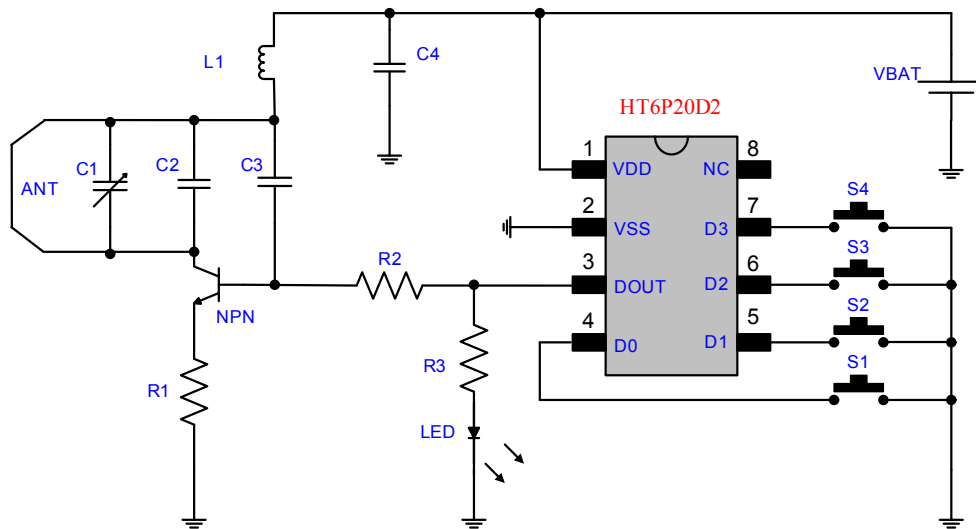 L1
C4
VBAT
HT6P20D2
C1
C2
C3
ANT
1
VDD
NC
8
S4
2
VSS
D3
7
R2
S3
3
DOUT
D2
6
NPN
S2
4
D0
D1
5
R3
S1
R1
LED